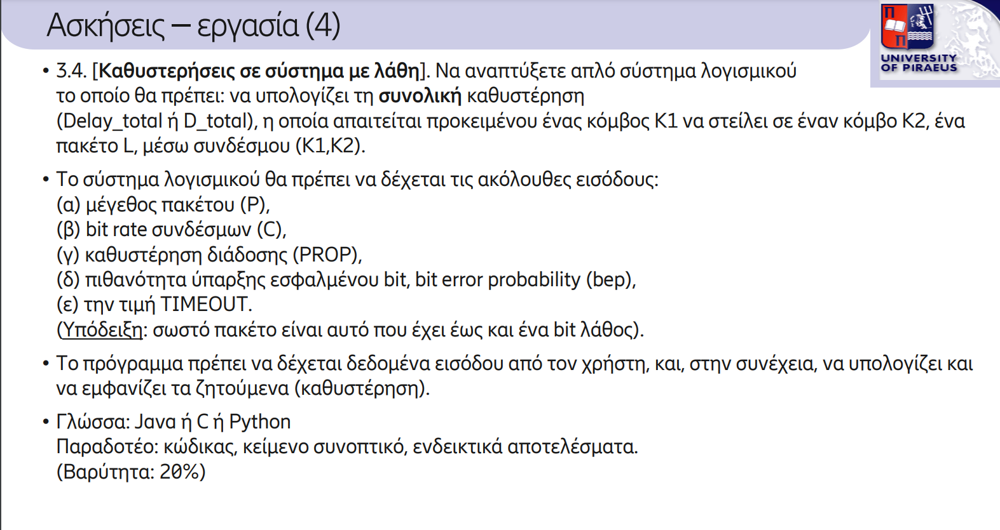 Ασκήσεις – εργασία (4)
UNIVERSITY
OF PIRAEUS
• 3.4. [Καθυστερήσεις σε σύστημα με λάθη]. Να αναπτύξετε απλό σύστημα λογισμικού
το οποίο θα πρέπει: να υπολογίζει τη συνολική καθυστέρηση
(Delay_total ή D_total), η οποία απαιτείται προκειμένου ένας κόμβος Κ1 να στείλει σε έναν κόμβο Κ2, ένα
πακέτο L, μέσω συνδέσμου (Κ1,Κ2).
• Το σύστημα λογισμικού θα πρέπει να δέχεται τις ακόλουθες εισόδους:
(α) μέγεθος πακέτου (P),
(β) bit rate συνδέσμων (C),
(γ) καθυστέρηση διάδοσης (PROP),
(δ) πιθανότητα ύπαρξης εσφαλμένου bit, bit error probability (bep),
(ε) την τιμή TIMEOUT.
(Υπόδειξη: σωστό πακέτο είναι αυτό που έχει έως και ένα bit λάθος).
• Το πρόγραμμα πρέπει να δέχεται δεδομένα εισόδου από τον χρήστη, και, στην συνέχεια, να υπολογίζει και
να εμφανίζει τα ζητούμενα (καθυστέρηση).
• Γλώσσα: Java ή C ή Python
Παραδοτέο: κώδικας, κείμενο συνοπτικό, ενδεικτικά αποτελέσματα.
(Βαρύτητα: 20%)